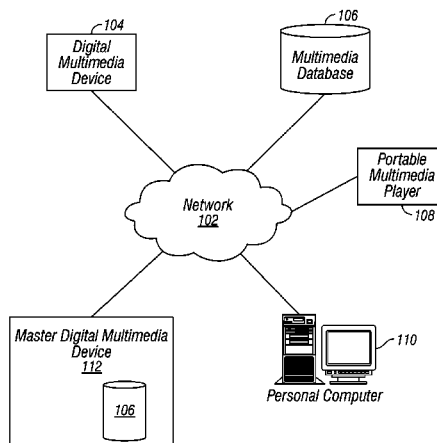 104
Digital
Multimedia
Device
106
Multimedia
Database
Portable
Multimedia
Player
108
Network
102
110
Personal Computer
Master Digital Multimedia
Device
112
106